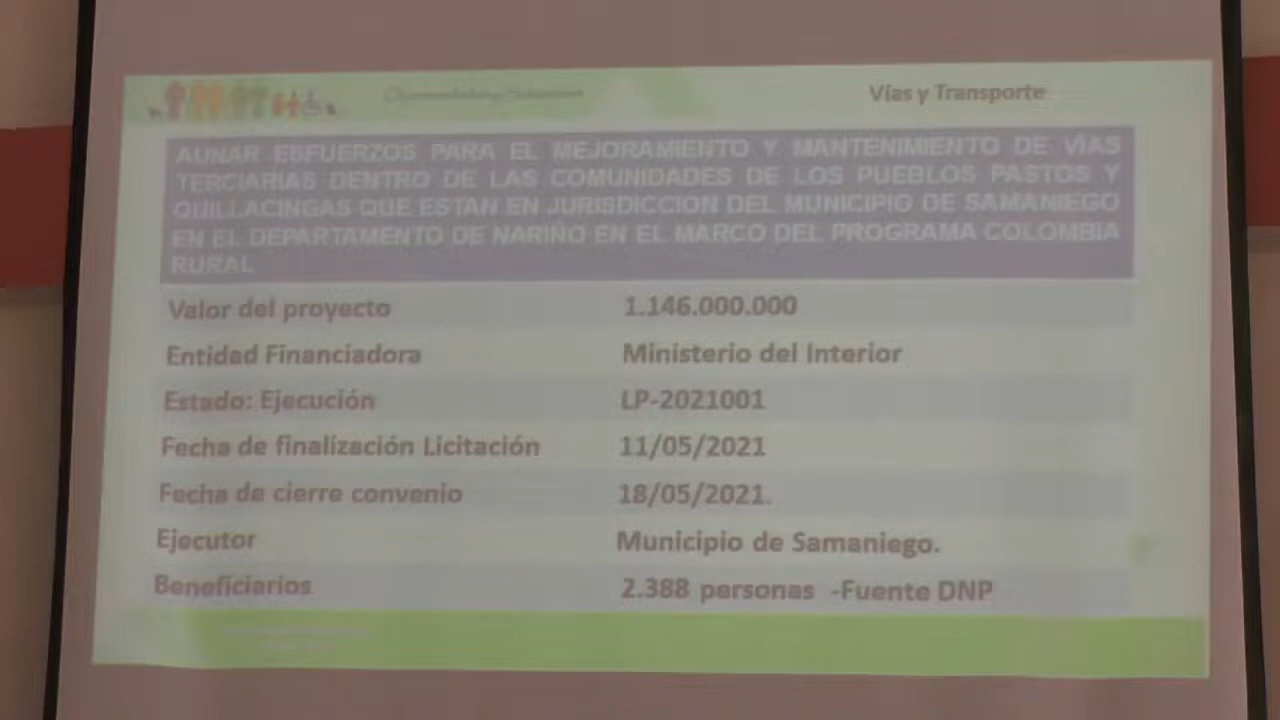 Vías y Transporte
AUNAR ESFUERZOS PARA EL MEJORAMIENTO Y MANTENIMIENTO DE VÍAS
TERCIARIAS DENTRO DE LAS COMUNIDADES DE LOS PUEBLOS PASTOS Y
QUILLACINGAS QUE ESTAN EN JURISDICCION DEL MUNICIPIO DE SAMANIEGO
EN EL DEPARTAMENTO DE NARIÑO EN EL MARCO DEL PROGRAMA COLOMBIA
RURAL
Valor del proyecto 1.146.000.000
Entidad Financiadora Ministerio del Interior
Estado: Ejecución LP-2021001
Fecha de finalización Licitación 11/05/2021
Fecha de cierre convenio 18/05/2021.
Ejecutor Municipio de Samaniego.
Beneficiarios 2.388 personas -Fuente DNP